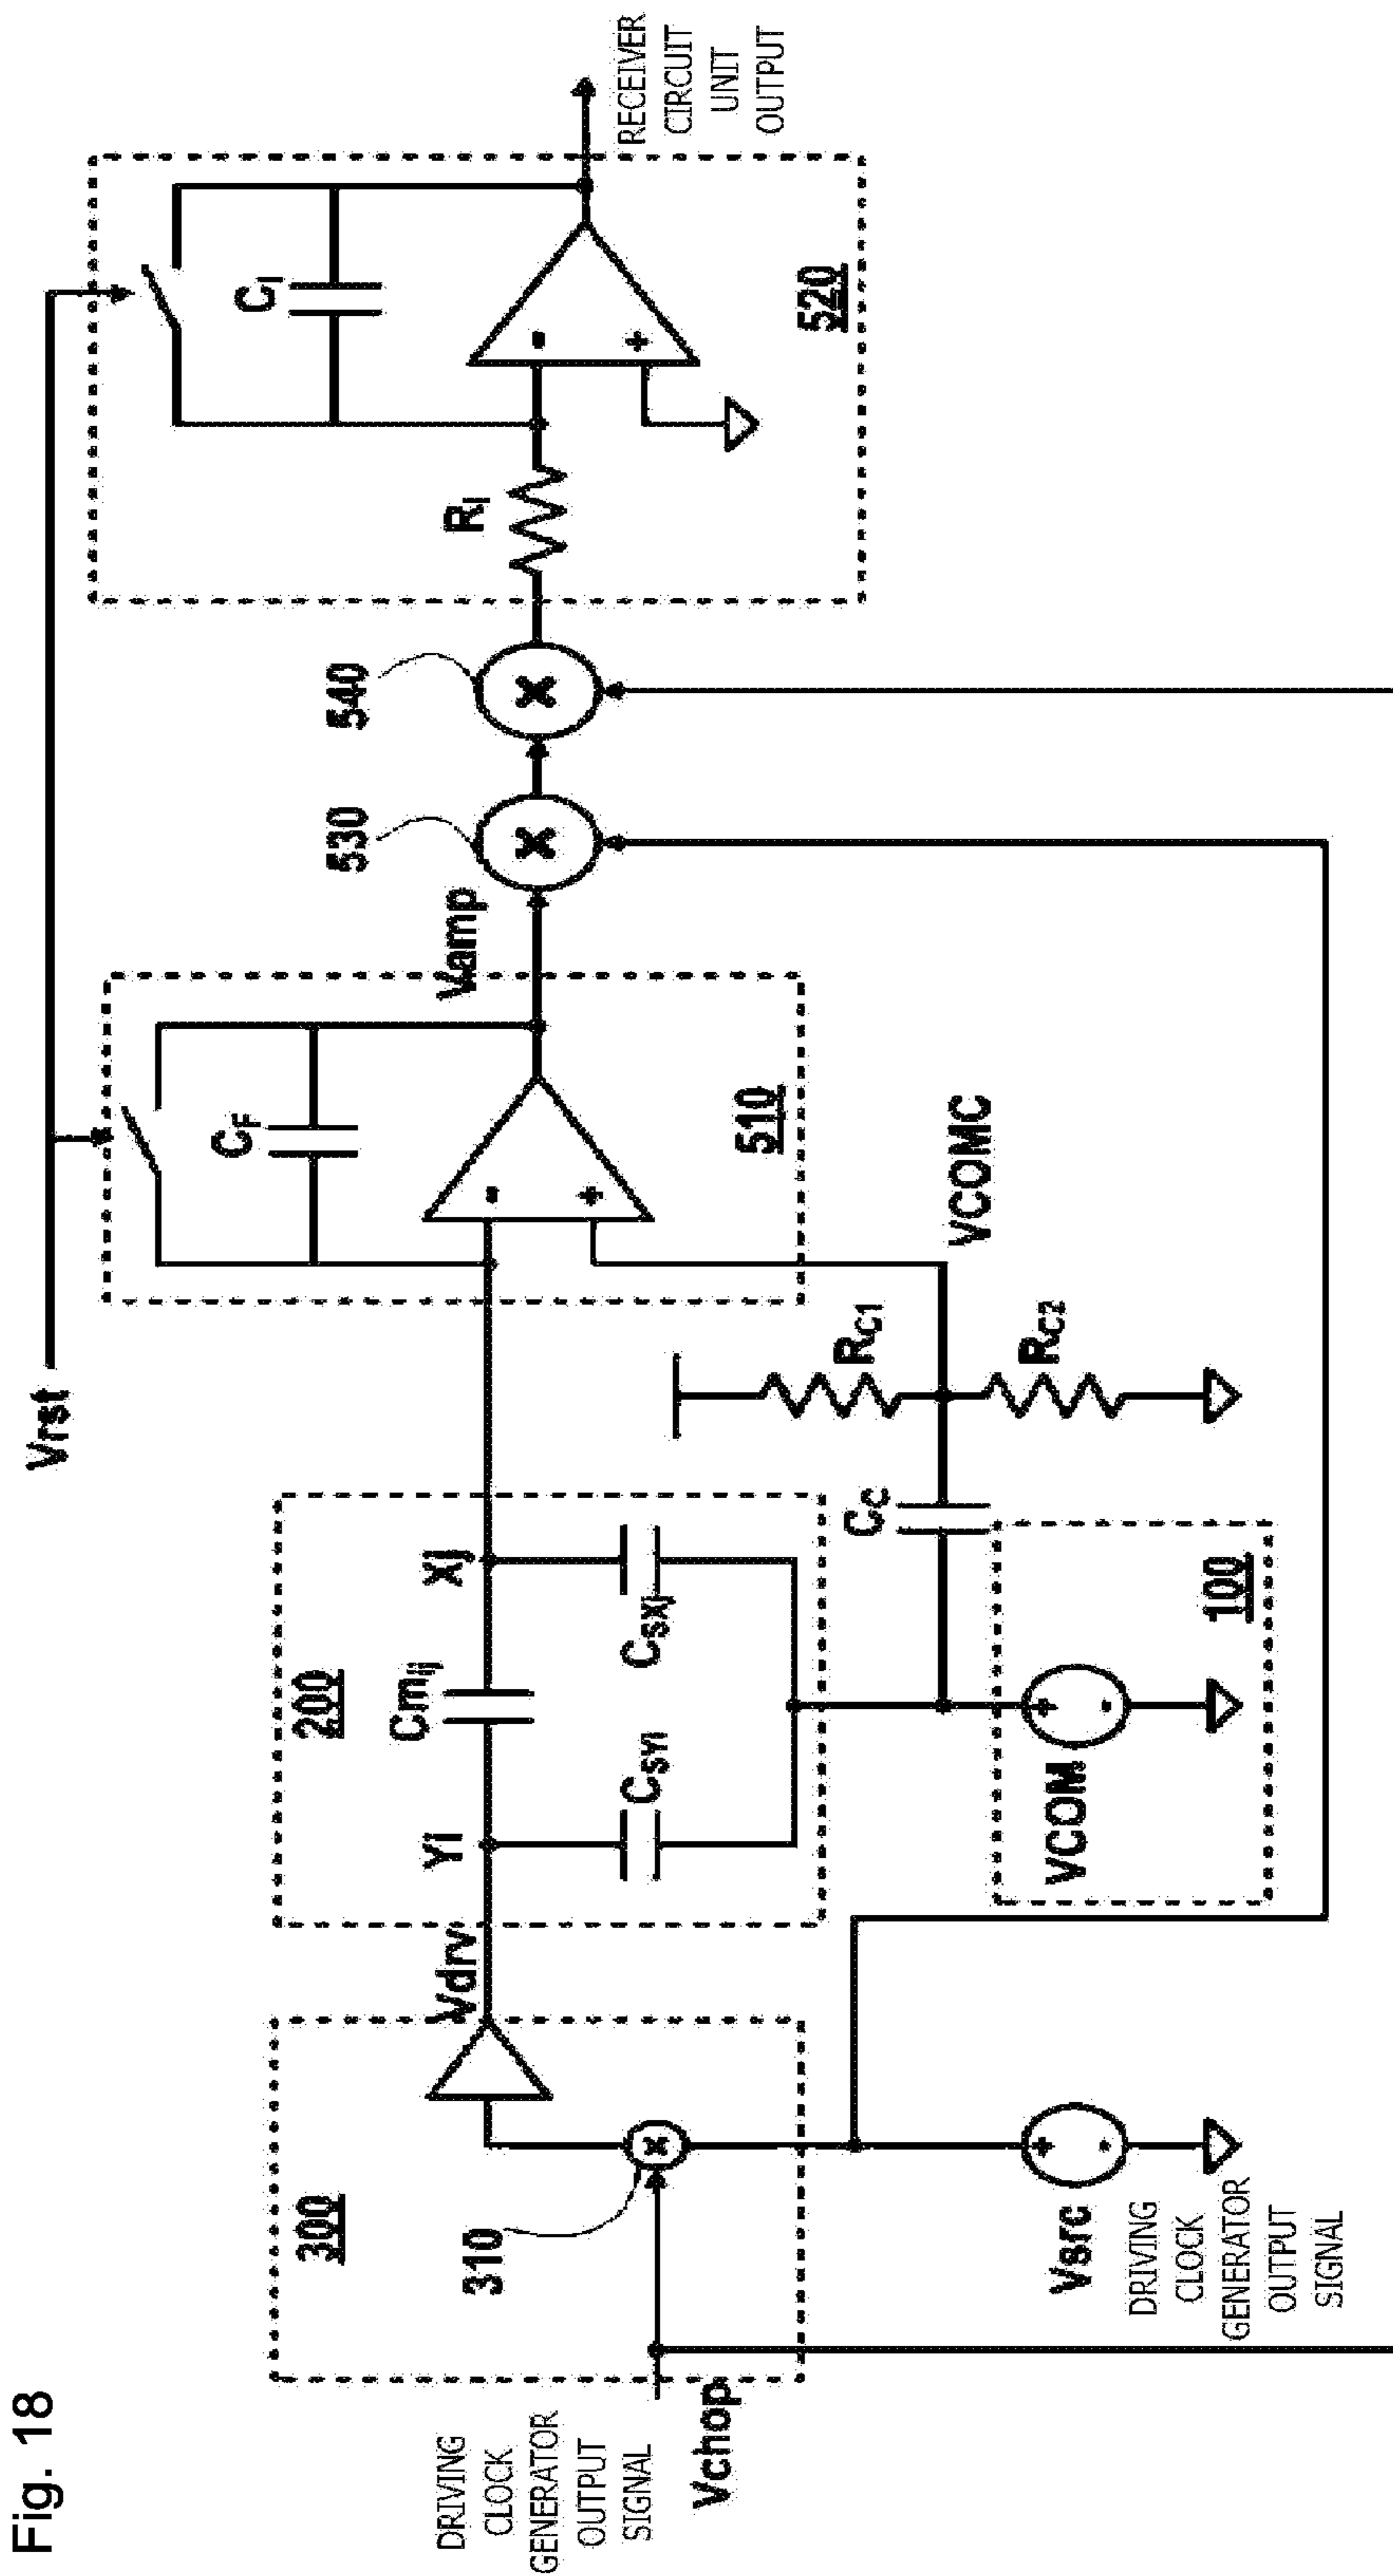 Fig. 18
Vrst
300
310
DRIVING
CLOCK
GENERATOR
OUTPUT
SIGNAL
Vchop
Vsrc
DRIVING
CLOCK
GENERATOR
OUTPUT
SIGNAL
Vdrv
200
Yi
Cmij
Xj
CSYi
CSXj
VCOM
100
CC
RC1
RC2
VCOMC
CF
510
Vamp
530
540
RI
CI
520
RECEIVER
CIRCUIT
UNIT
OUTPUT